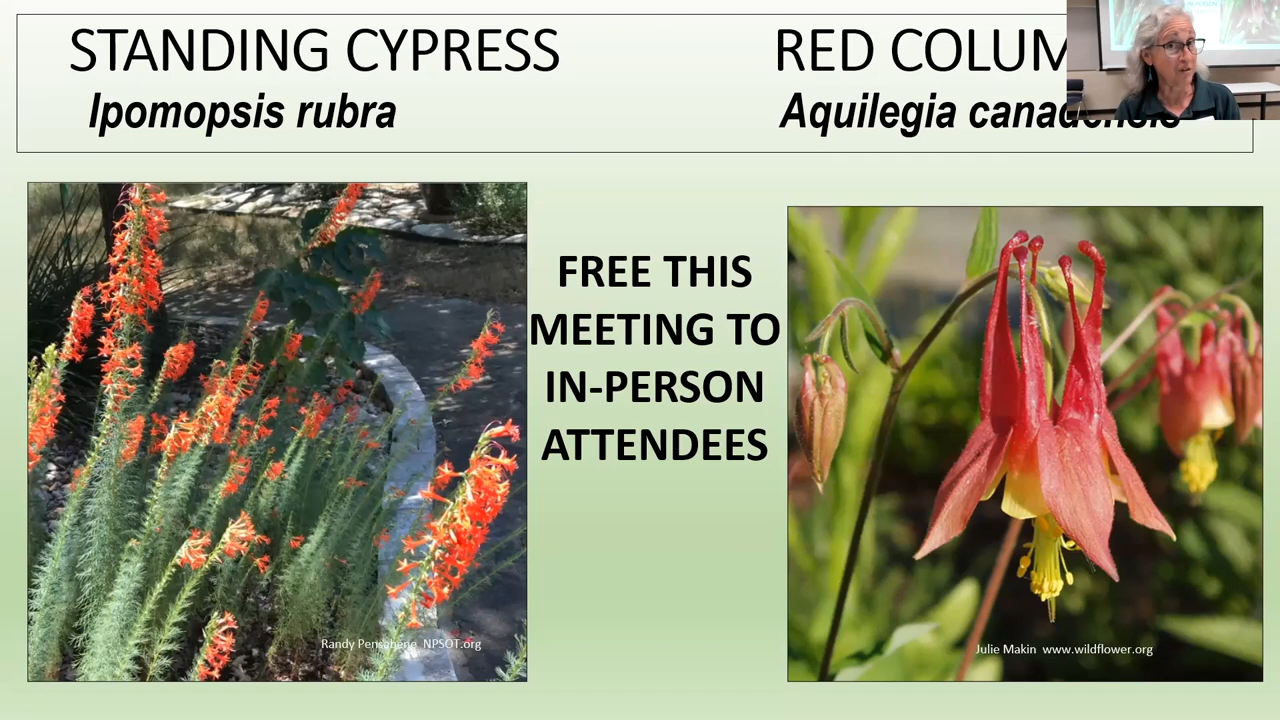 STANDING CYPRESS
Ipomopsis rubra
RED COLUM
Aquilegia canadensis
FREE THIS
MEETING TO
IN-PERSON
ATTENDEES
Randy Penschene NPSOT.org
Julie Makin www.wildflower.org